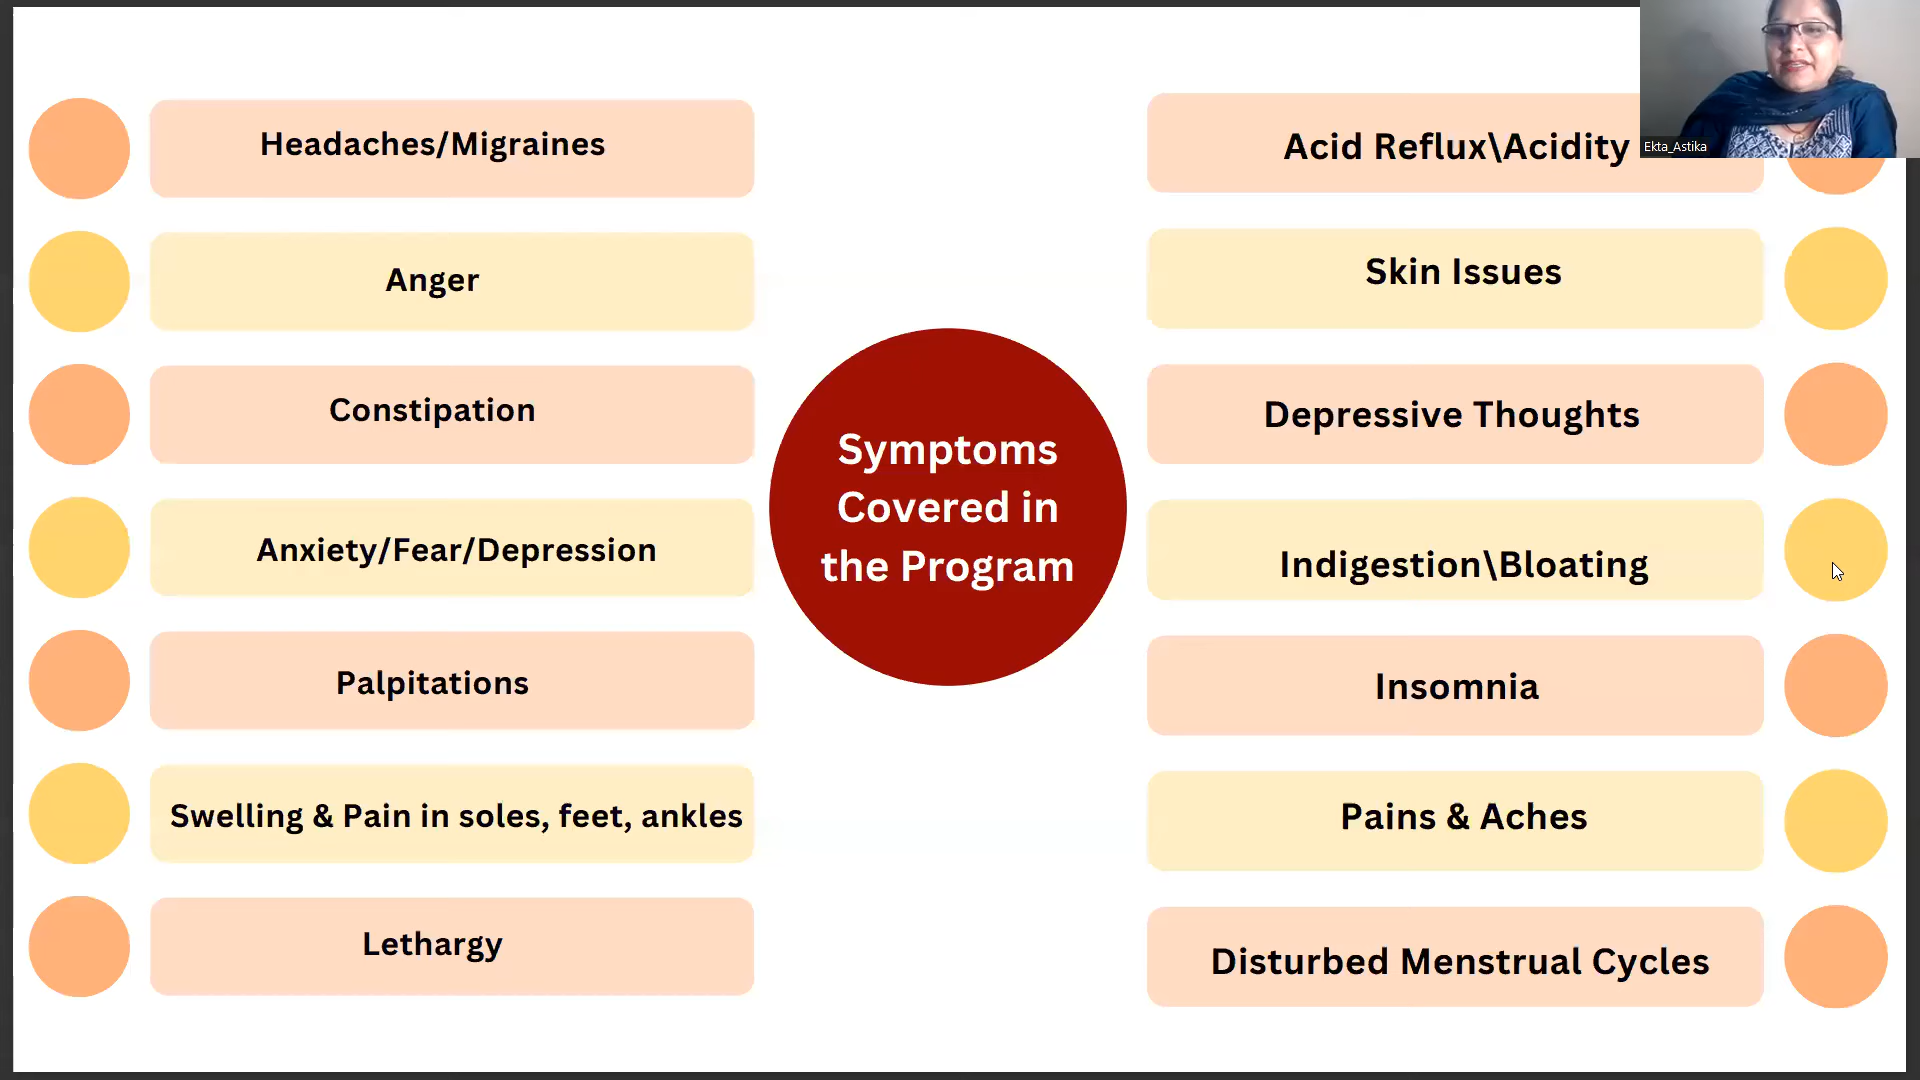 Headaches/Migraines
Anger
Constipation
Anxiety/Fear/Depression
Palpitations
Swelling & Pain in soles, feet, ankles
Lethargy
Symptoms
Covered in
the Program
Acid Reflux\Acidity
Skin Issues
Depressive Thoughts
Indigestion\Bloating
Insomnia
Pains & Aches
Disturbed Menstrual Cycles
Ekta_Astika